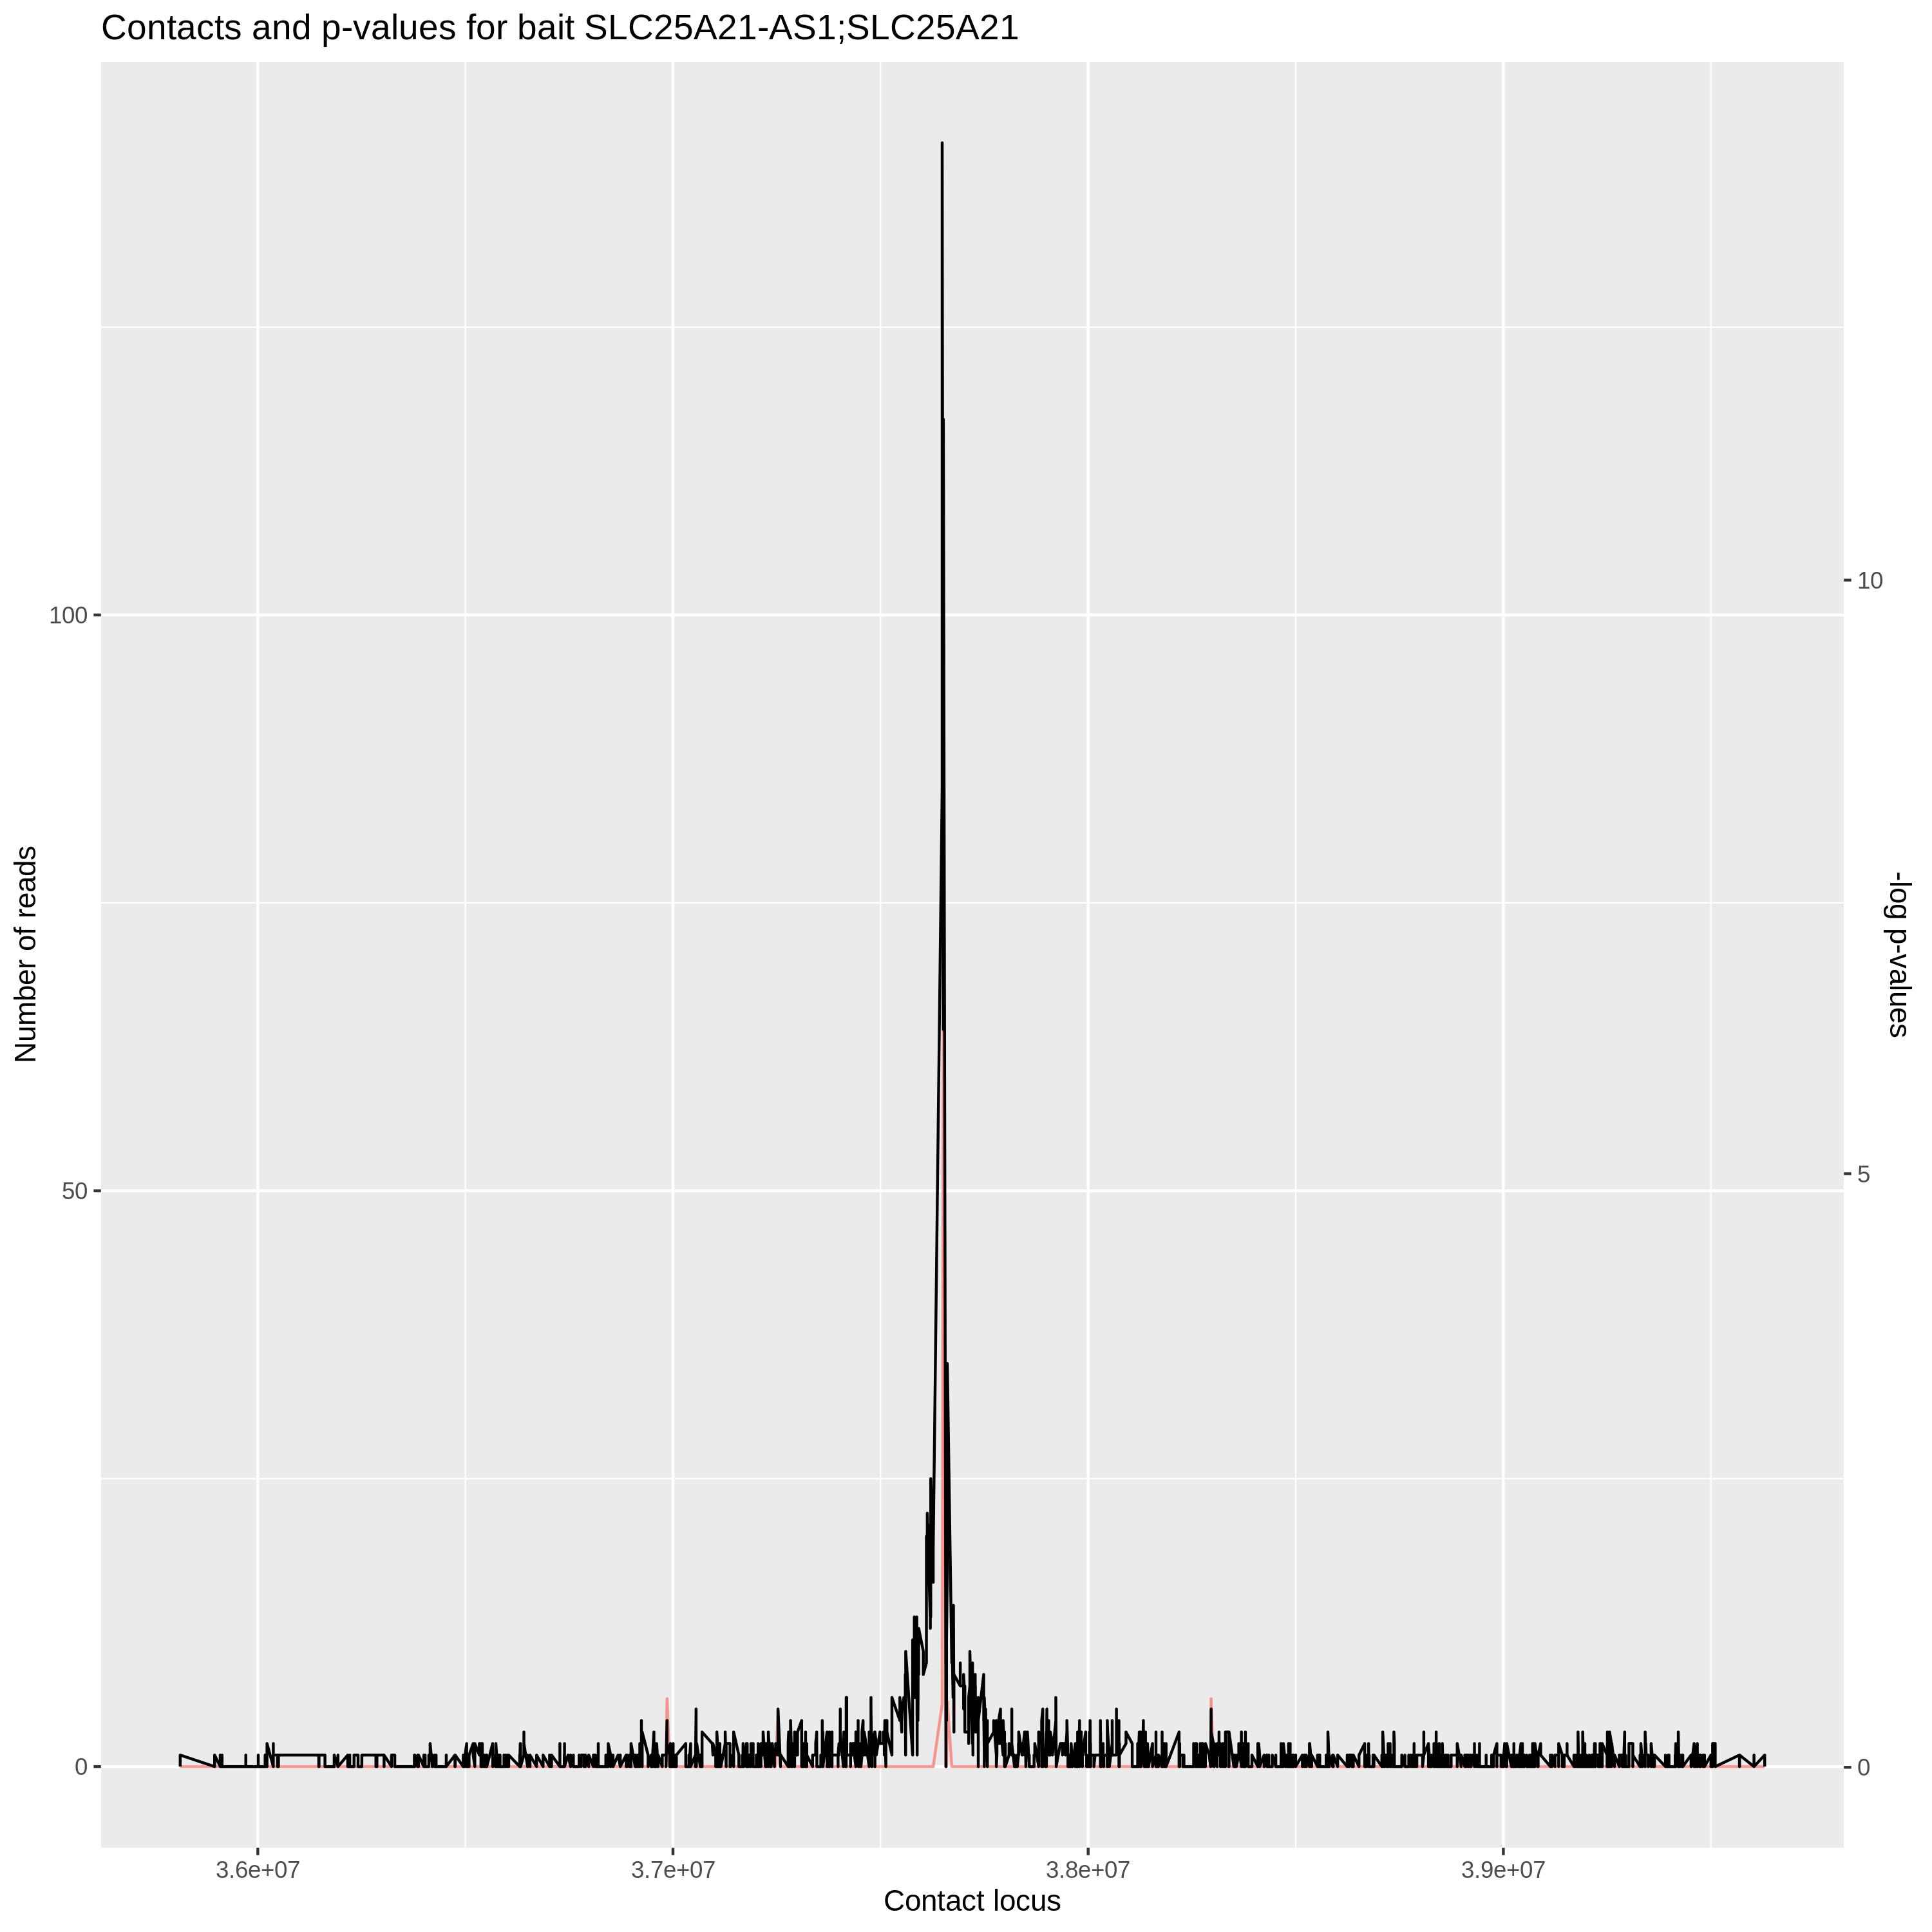 Contacts and p-values for bait SLC25A21-AS1;SLC25A21
100
50
0
Number of reads
10
5
0
-log p-values
3.6e+07
3.7e+07
3.8e+07
3.9e+07
Contact locus